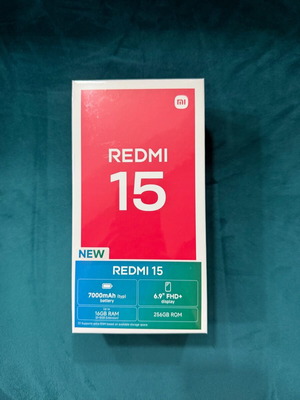 mi
REDMI
15
NEW
REDMI 15
7000mAh (typ)
battery
6.9" FHD+
display
16GB RAM
256GB ROM